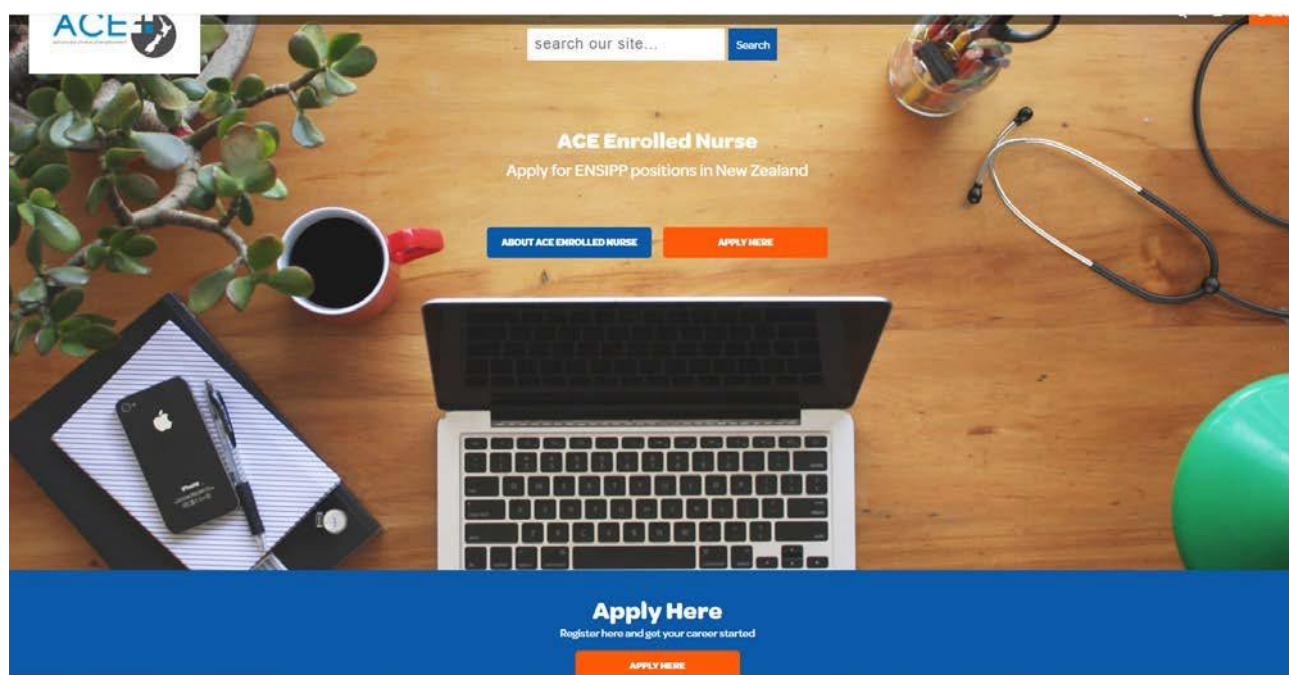 ACE
search our site...
Search
ACE Enrolled Nurse
Apply for ENSIPP positions in New Zealand
ABOUT ACE ENROLLED NURSE
APPLY HERE
iPhone
Apply Here
Register here and get your career started
APPLY HERE